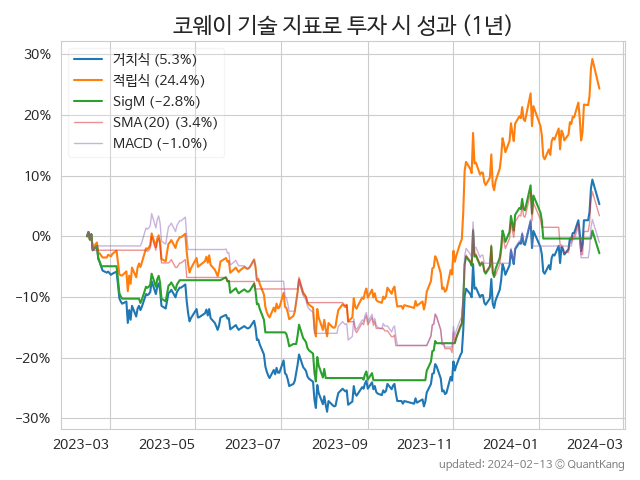 코웨이 기술 지표로 투자 시 성과 (1년)
거치식 (5.3%)
적립식 (24.4%)
SigM (−2.8%)
SMA(20) (3.4%)
MACD (−1.0%)
30%
20%
10%
0%
−10%
−20%
−30%
2023-03 2023-05 2023-07 2023-09 2023-11 2024-01 2024-03
updated: 2024-02-13 © QuantKang